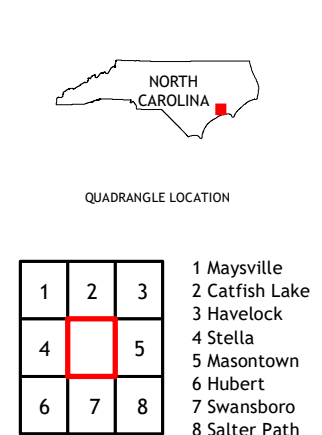 NORTH
CAROLINA
QUADRANGLE LOCATION
1 2 3
4 5
6 7 8
1 Maysville
2 Catfish Lake
3 Havelock
4 Stella
5 Masontown
6 Hubert
7 Swansboro
8 Salter Path